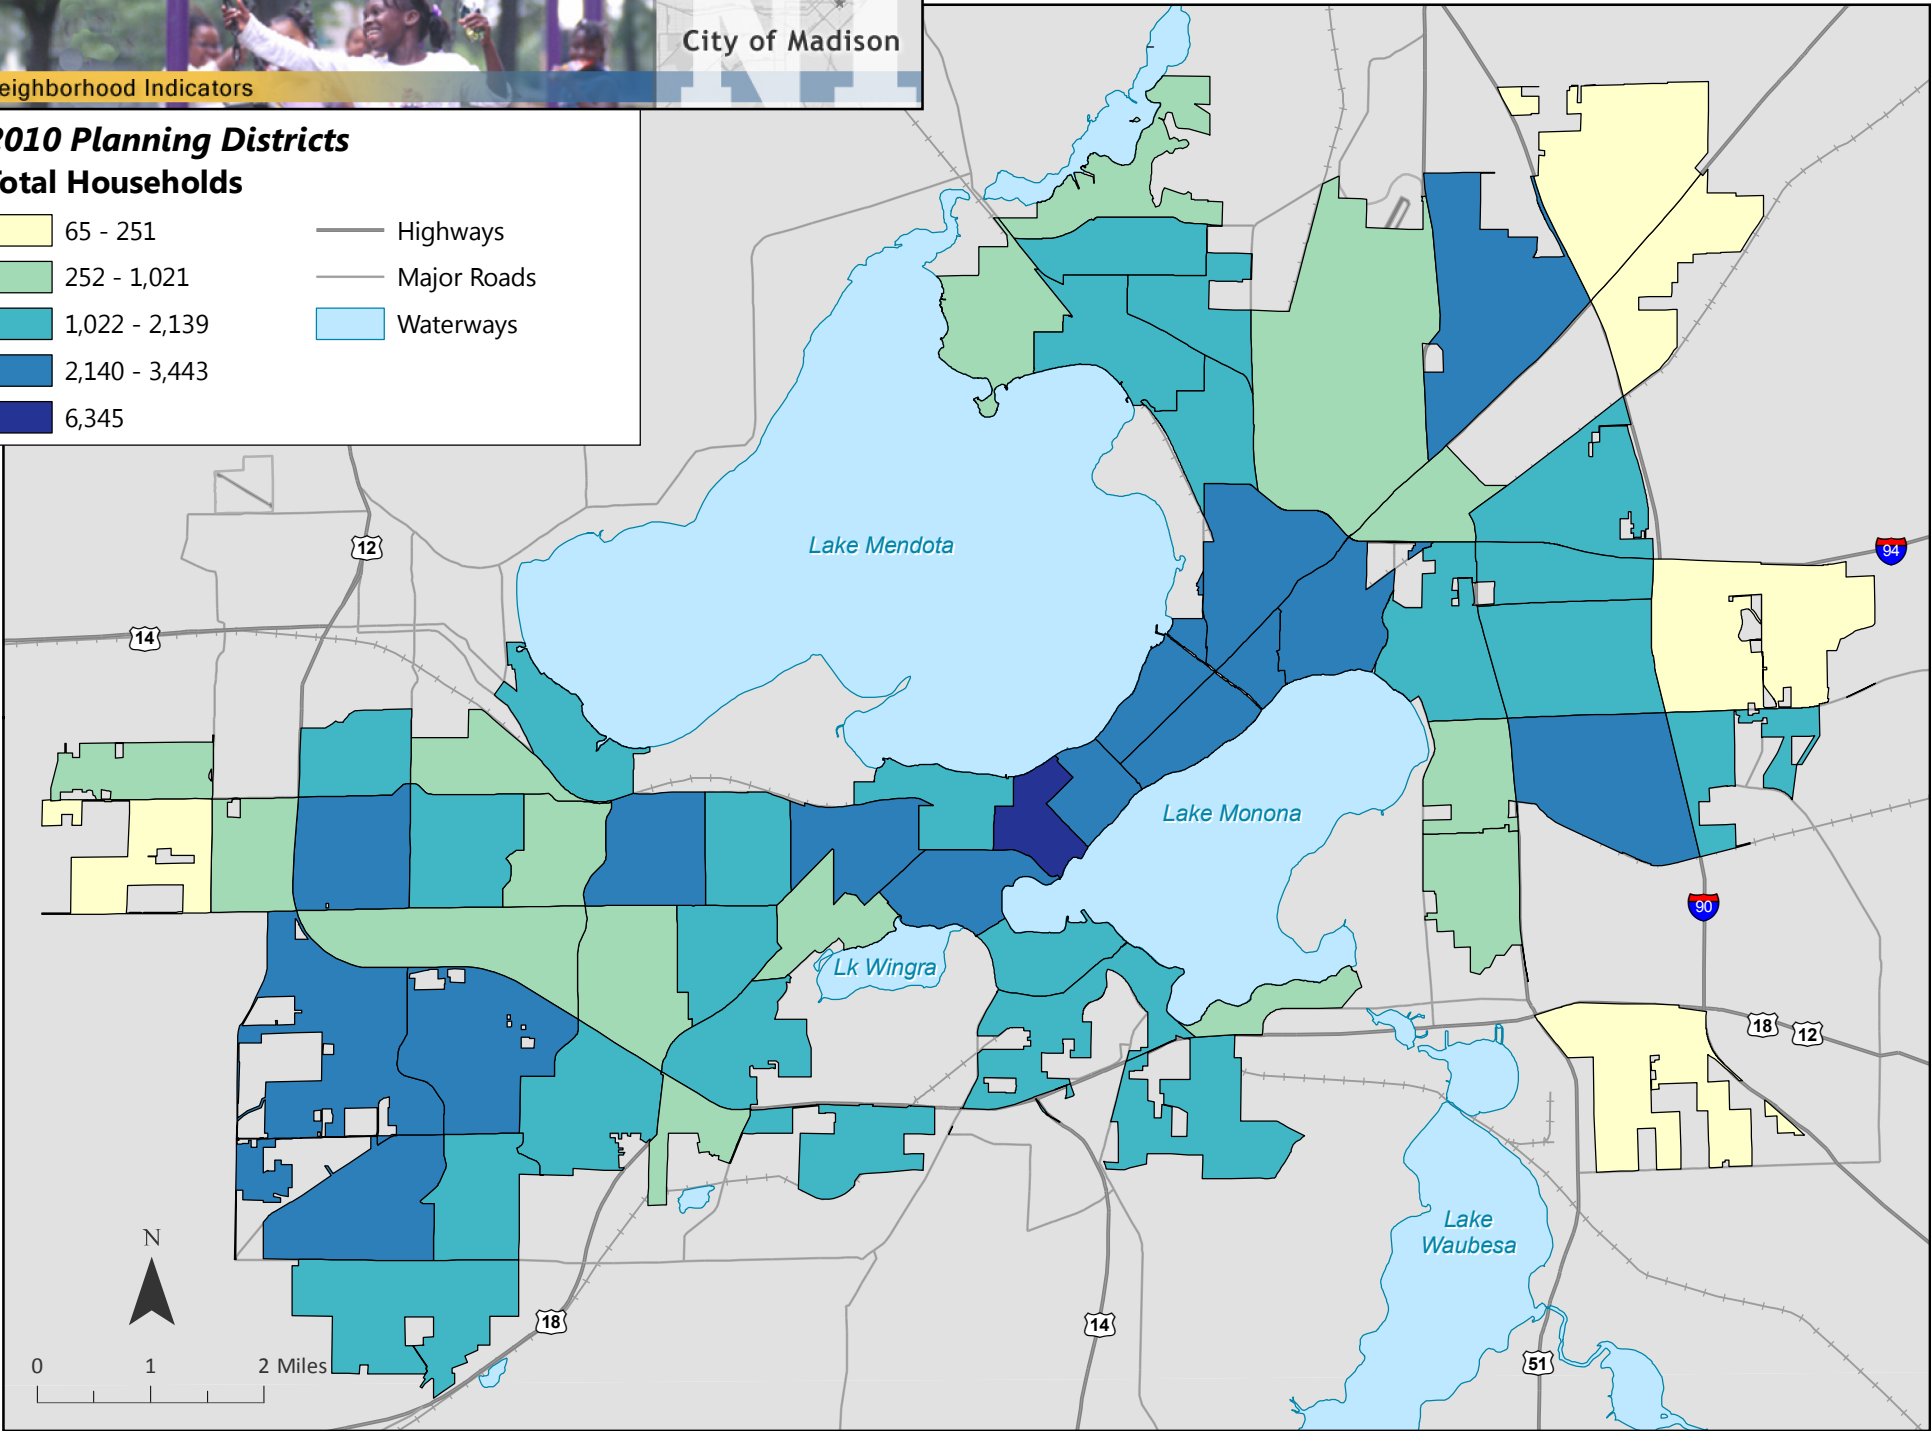 City of Madison
NI
eighborhood Indicators
2010 Planning Districts
Total Households
65 - 251
252 - 1,021
1,022 - 2,139
2,140 - 3,443
6,345
Highways
Major Roads
Waterways
12
14
94
Lake Mendota
Lake Monona
90
Lk Wingra
18
12
Lake
Waubesa
N
18
14
51
0 1 2 Miles